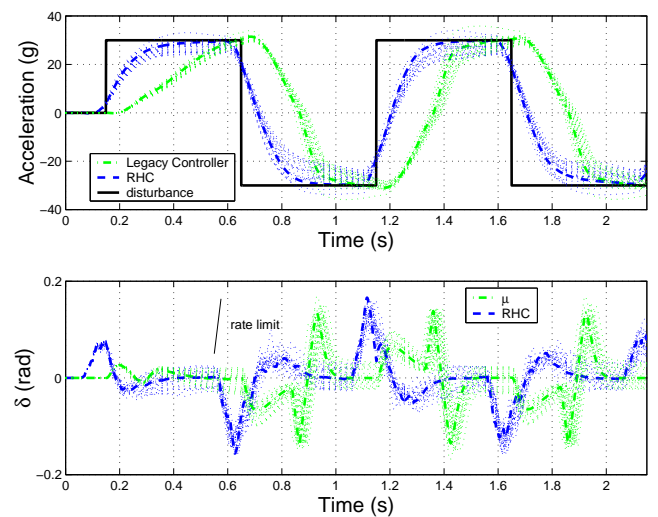 40
20
0
−20
−40
Acceleration (g)
Legacy Controller
RHC
disturbance
0 0.2 0.4 0.6 0.8 1 1.2 1.4 1.6 1.8 2
Time (s)
0.2
0
−0.2
δ (rad)
rate limit
μ
RHC
0 0.2 0.4 0.6 0.8 1 1.2 1.4 1.6 1.8 2
Time (s)